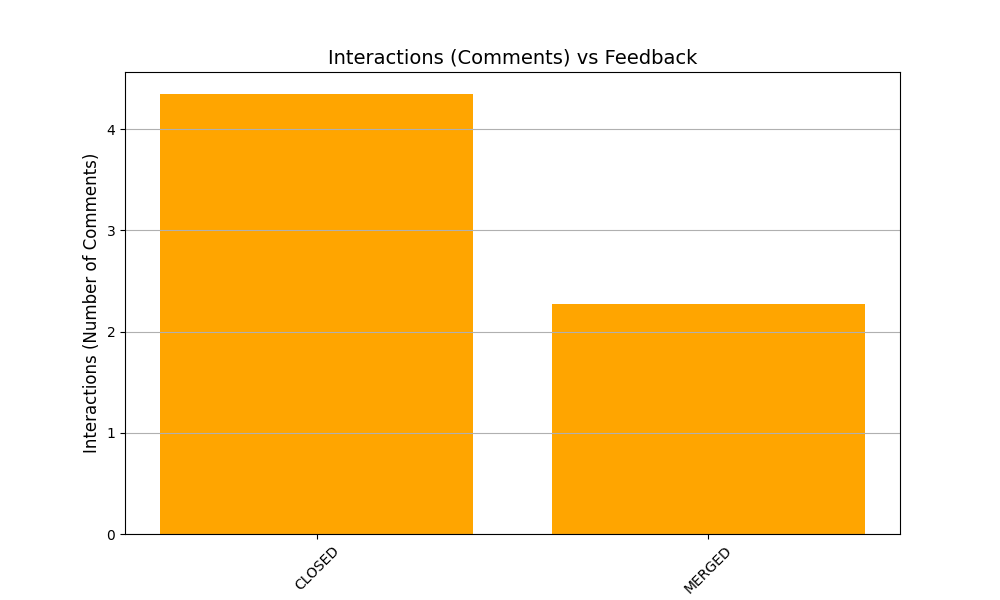 Interactions (Comments) vs Feedback
Interactions (Number of Comments)
4
3
2
1
0
CLOSED
MERGED